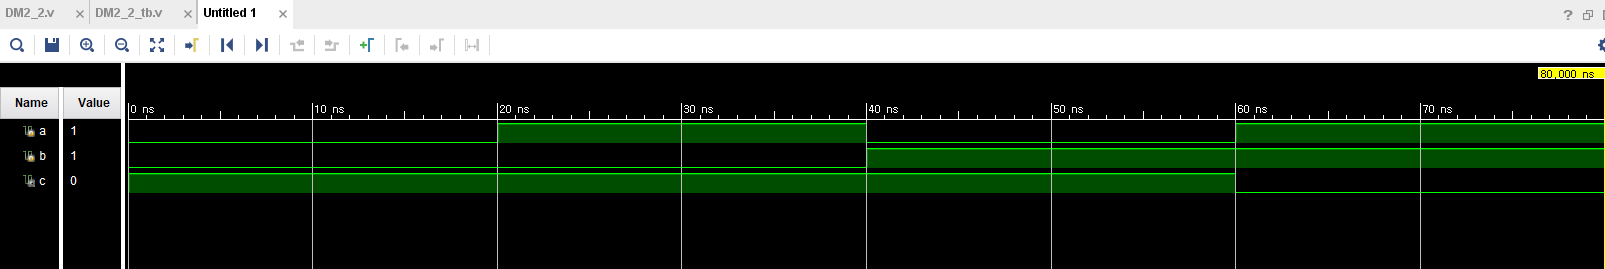 DM2_2.v × DM2_2_tb.v × Untitled 1 ×
?
80,000 ns
Name Value
0 ns 10 ns 20 ns 30 ns 40 ns 50 ns 60 ns 70 ns
a 1
b 1
c 0